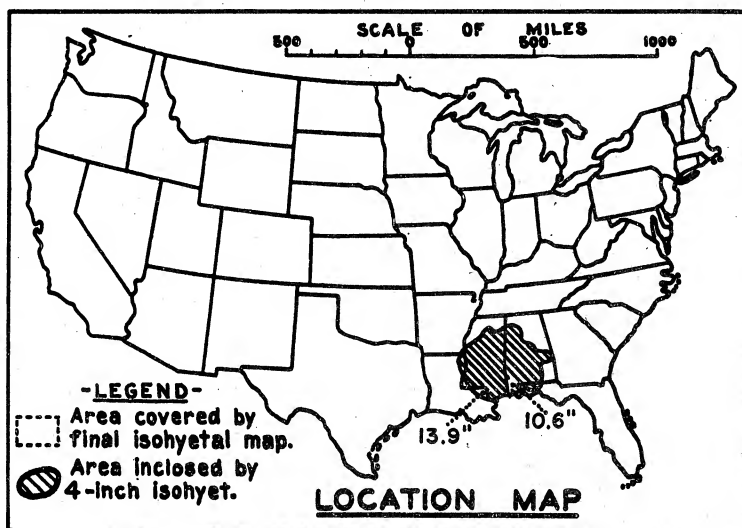 SCALE OF MILES
500 0 500 1000
-LEGEND-
Area covered by
final isohyetal map.
Area inclosed by
4-inch isohyet.
13.9"
10.6"
LOCATION MAP